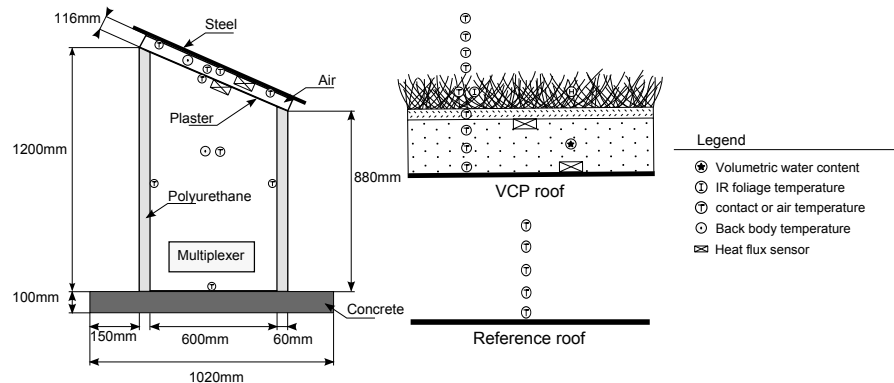 116mm
Steel
Air
Plaster
1200mm
880mm
Polyurethane
Multiplexer
100mm
Concrete
150mm
600mm
60mm
1020mm
VCP roof
Reference roof
Legend
Volumetric water content
IR foliage temperature
contact or air temperature
Back body temperature
Heat flux sensor